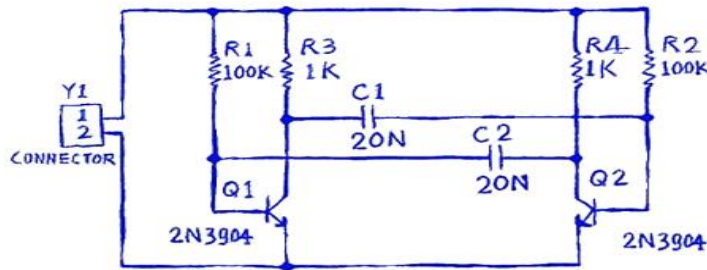 R1
100K
R3
1K
R4
1K
R2
100K
Y1
1
2
CONNECTOR
C1
20N
C2
20N
Q1
2N3904
Q2
2N3904